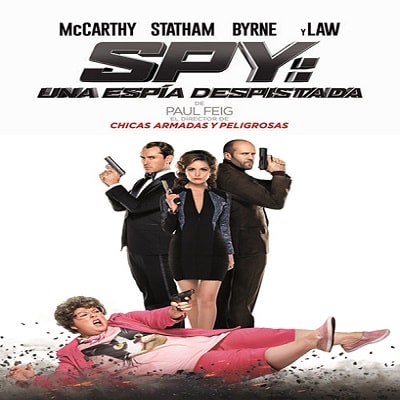 McCARTHY STATHAM BYRNE Y LAW
SPY:
UNA ESPÍA DESPISTADA
DE
PAUL FEIG
EL DIRECTOR DE
CHICAS ARMADAS Y PELIGROSAS